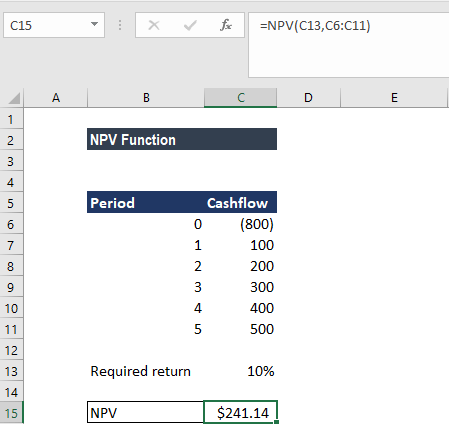 C15 fx =NPV(C13,C6:C11)
A B C D E
1
2 NPV Function
3
4
5 Period Cashflow
6 0 (800)
7 1 100
8 2 200
9 3 300
10 4 400
11 5 500
12
13 Required return 10%
14
15 NPV $241.14